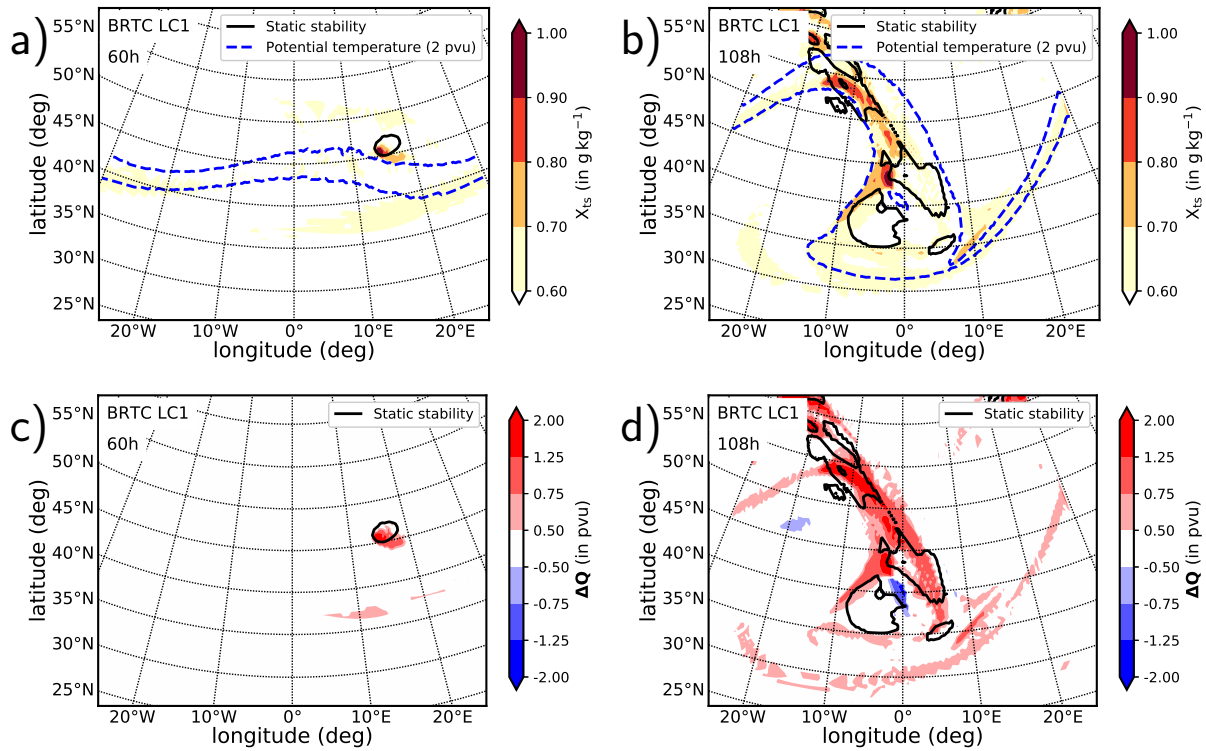 a)
BRTC LC1
60h
Static stability
Potential temperature (2 pvu)
55°N
50°N
45°N
40°N
35°N
30°N
25°N
latitude (deg)
20°W
10°W
0°
10°E
20°E
longitude (deg)
1.00
0.90
0.80
0.70
0.60
X_ts (in g kg⁻¹)
b)
BRTC LC1
108h
Static stability
Potential temperature (2 pvu)
55°N
50°N
45°N
40°N
35°N
30°N
25°N
latitude (deg)
20°W
10°W
0°
10°E
20°E
longitude (deg)
1.00
0.90
0.80
0.70
0.60
X_ts (in g kg⁻¹)
c)
BRTC LC1
60h
Static stability
55°N
50°N
45°N
40°N
35°N
30°N
25°N
latitude (deg)
20°W
10°W
0°
10°E
20°E
longitude (deg)
2.00
1.25
0.75
0.50
-0.50
-0.75
-1.25
-2.00
ΔQ (in pvu)
d)
BRTC LC1
108h
Static stability
55°N
50°N
45°N
40°N
35°N
30°N
25°N
latitude (deg)
20°W
10°W
0°
10°E
20°E
longitude (deg)
2.00
1.25
0.75
0.50
-0.50
-0.75
-1.25
-2.00
ΔQ (in pvu)